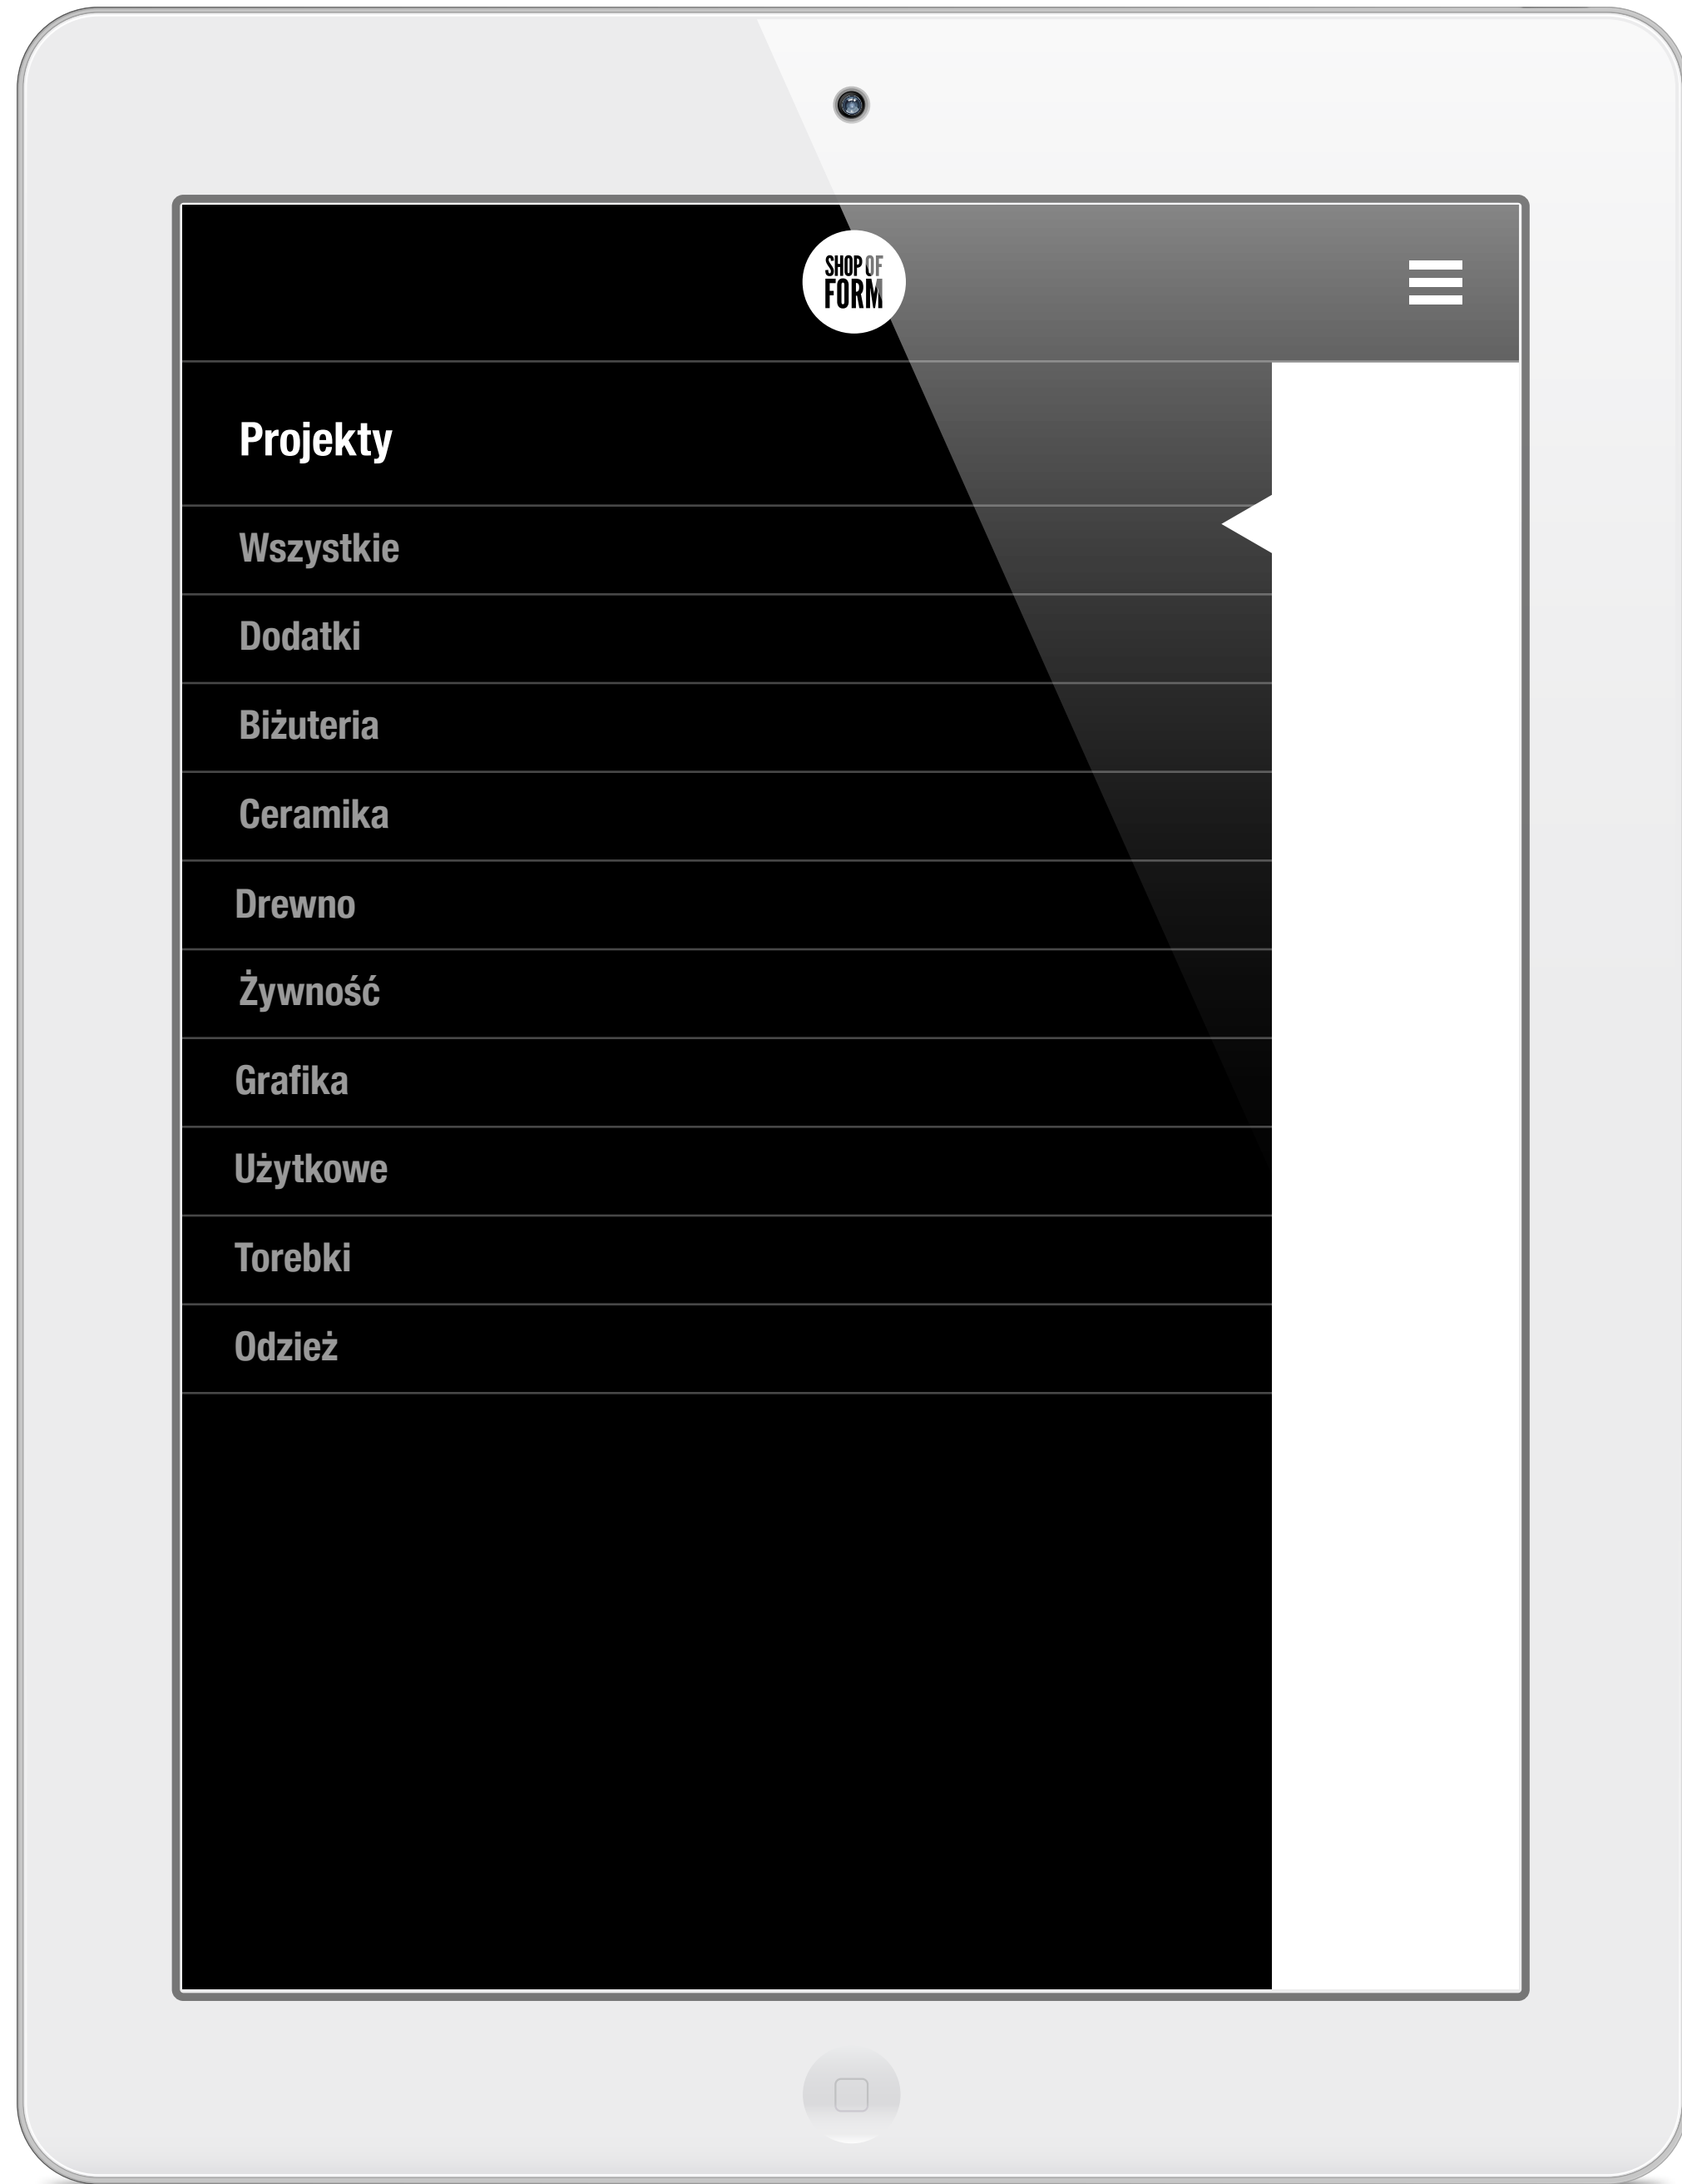 SHOP OF
FORM
Projekty
Wszystkie
Dodatki
Biżuteria
Ceramika
Drewno
Żywność
Grafika
Użytkowe
Torebki
Odzież